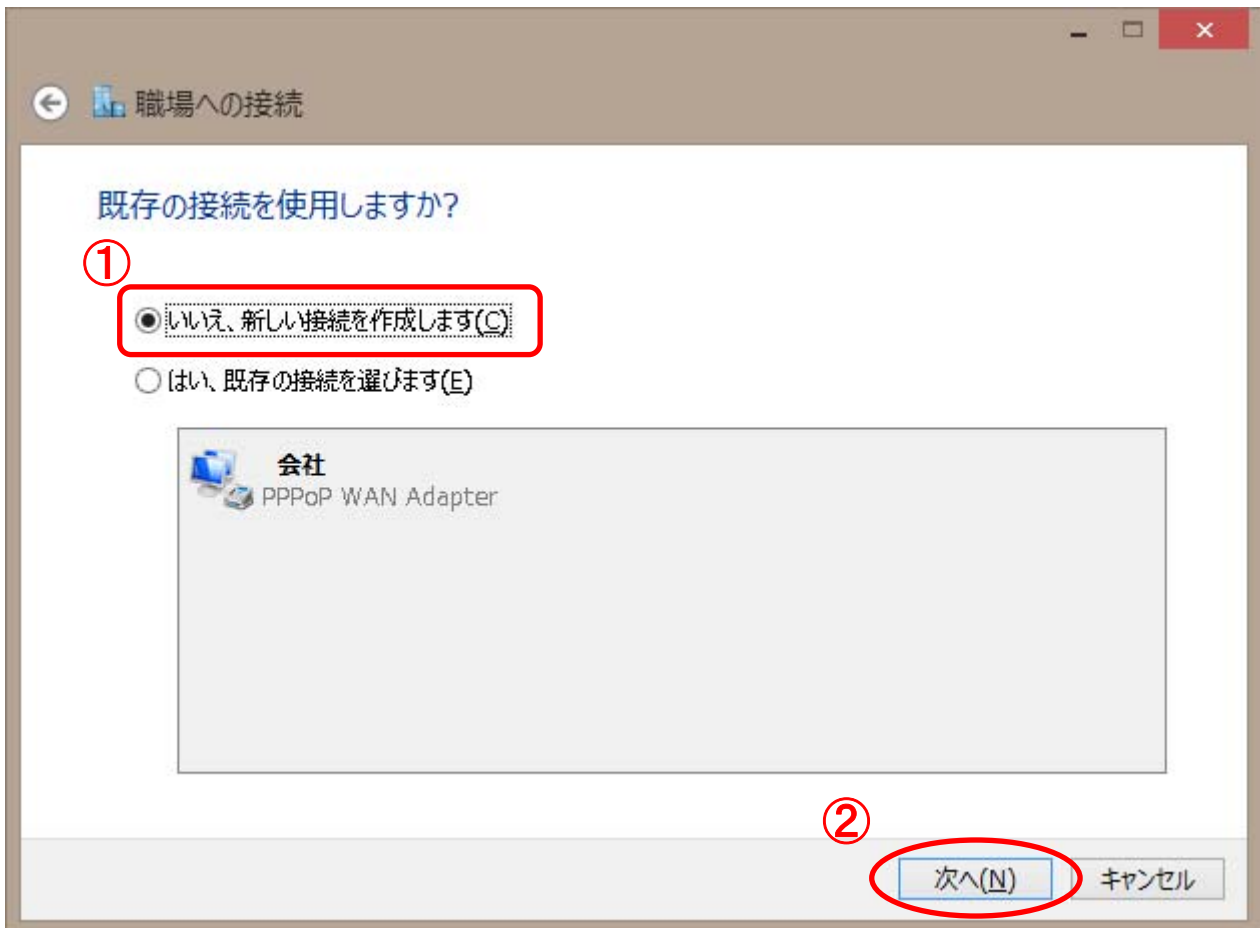 職場への接続
既存の接続を使用しますか?
①
いいえ、新しい接続を作成します(C)
はい、既存の接続を選びます(E)
会社
PPPoP WAN Adapter
②
次へ(N)
キャンセル